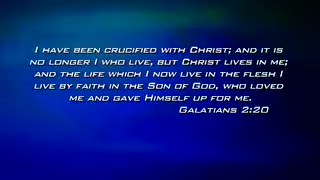 I have been crucified with Christ; and it is
no longer I who live, but Christ lives in me;
and the life which I now live in the flesh I
live by faith in the Son of God, who loved
me and gave Himself up for me.
Galatians 2:20